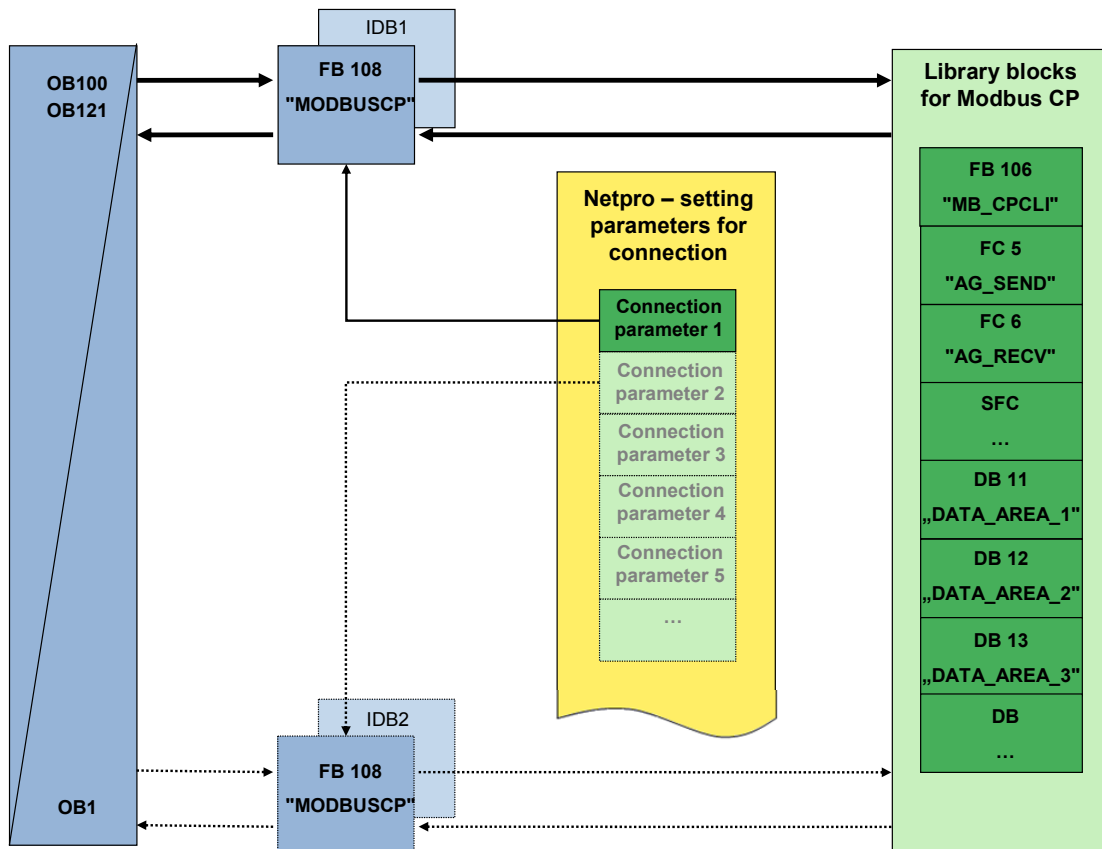 OB100
OB121
OB1
IDB1
FB 108
"MODBUSCP"
Netpro – setting
parameters for
connection
Connection
parameter 1
Connection
parameter 2
Connection
parameter 3
Connection
parameter 4
Connection
parameter 5
…
IDB2
FB 108
"MODBUSCP"
Library blocks
for Modbus CP
FB 106
"MB_CPCLI"
FC 5
"AG_SEND"
FC 6
"AG_RECV"
SFC
…
DB 11
„DATA_AREA_1"
DB 12
„DATA_AREA_2"
DB 13
„DATA_AREA_3"
DB
…